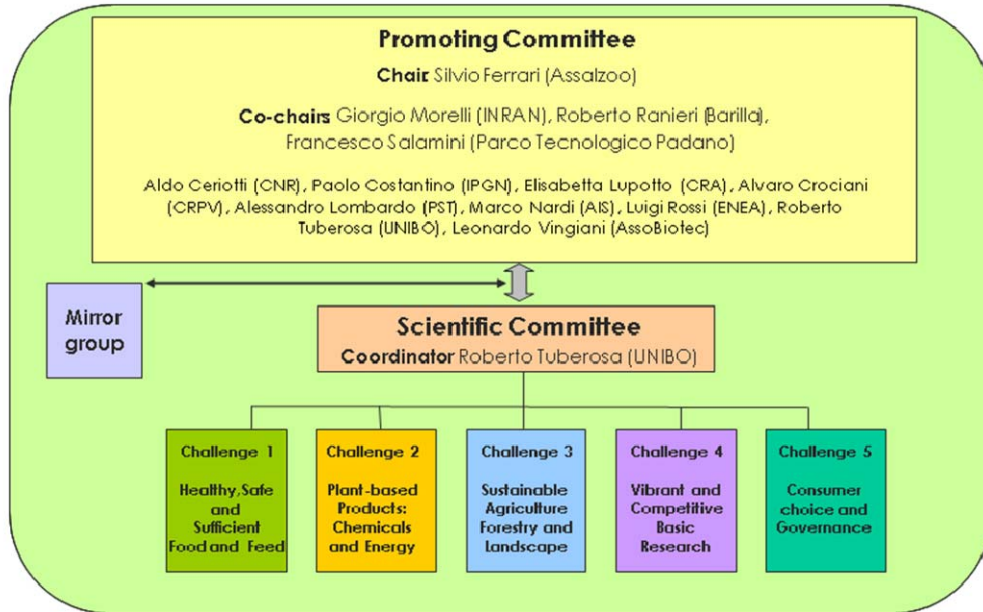 Promoting Committee
Chair: Silvio Ferrari (Assalzoo)
Co-chairs: Giorgio Morelli (INRAN), Roberto Ranieri (Barilla),
Francesco Salamini (Parco Tecnologico Padano)
Aldo Ceriotti (CNR), Paolo Costantino (IPGN), Elisabetta Lupotto (CRA), Alvaro Crociani
(CRPV), Alessandro Lombardo (PST), Marco Nardi (AIS), Luigi Rossi (ENEA), Roberto
Tuberosa (UNIBO), Leonardo Vingiani (AssoBiotec)
Mirror
group
Scientific Committee
Coordinator Roberto Tuberosa (UNIBO)
Challenge 1
Healthy, Safe
and
Sufficient
Food and Feed
Challenge 2
Plant-based
Products:
Chemicals
and Energy
Challenge 3
Sustainable
Agriculture
Forestry and
Landscape
Challenge 4
Vibrant and
Competitive
Basic
Research
Challenge 5
Consumer
choice and
Governance